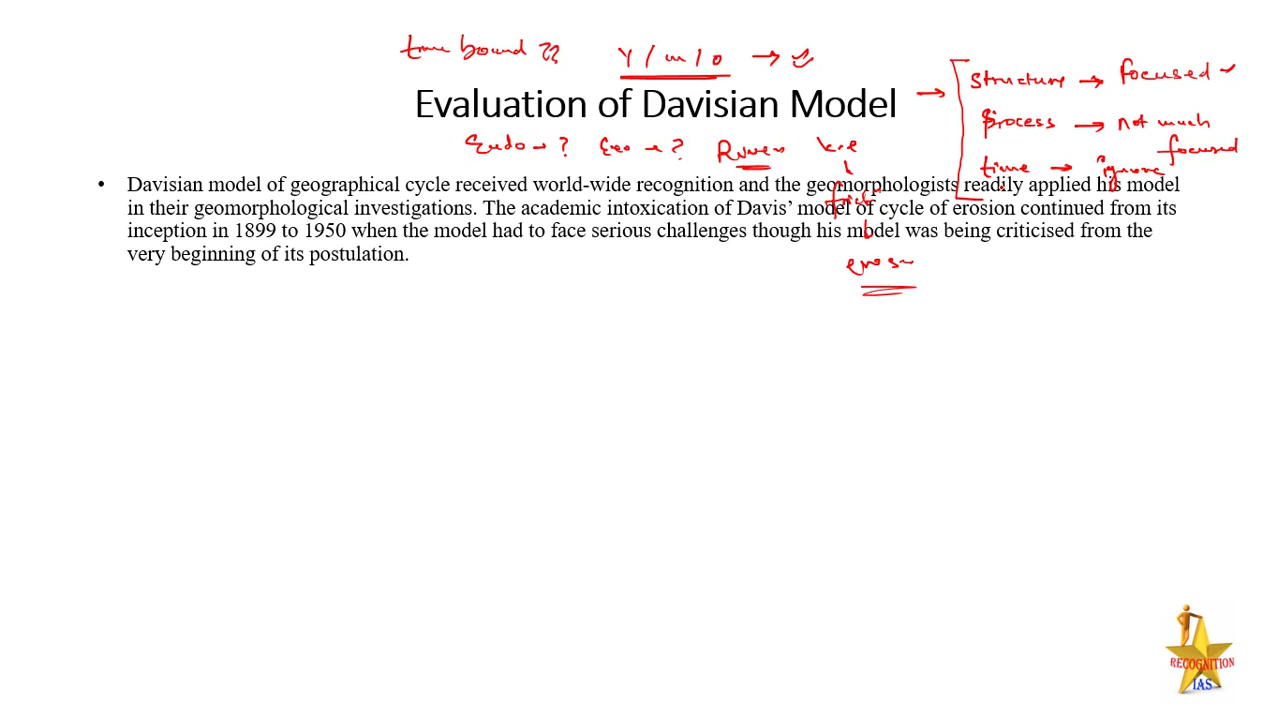 time bound ??
Y / m / o →
Evaluation of Davisian Model
→ Structure → focused
Process → not much focused
time → ignore
Endo → ? Exo → ? Rivers
k.e
↓
↓
• Davisian model of geographical cycle received world-wide recognition and the geomorphologists readily applied his model
in their geomorphological investigations. The academic intoxication of Davis’ model of cycle of erosion continued from its
inception in 1899 to 1950 when the model had to face serious challenges though his model was being criticised from the
very beginning of its postulation.
RECOGNITION
IAS